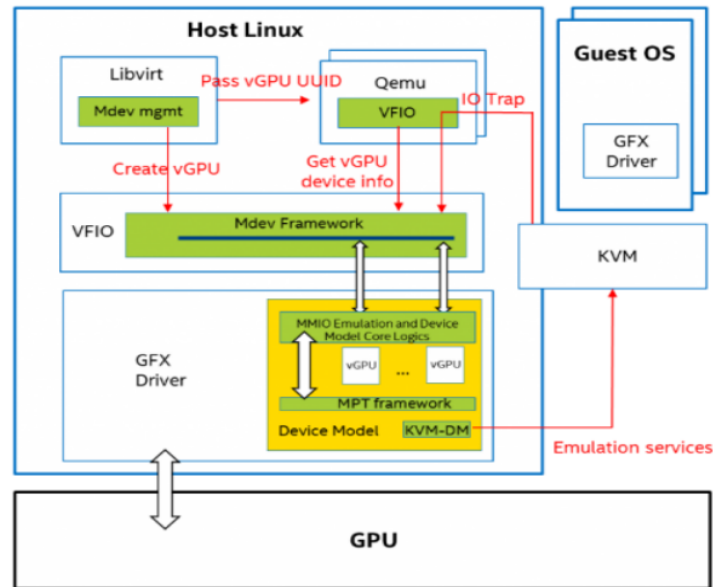 Host Linux
Guest OS
Libvirt
Pass vGPU UUID
Qemu
IO Trap
Mdev mgmt
VFIO
GFX
Driver
Create vGPU
Get vGPU
device info
VFIO
Mdev Framework
KVM
MMIO Emulation and Device
Model Core Logics
GFX
Driver
vGPU
...
vGPU
MPT framework
Device Model
KVM-DM
Emulation services
GPU